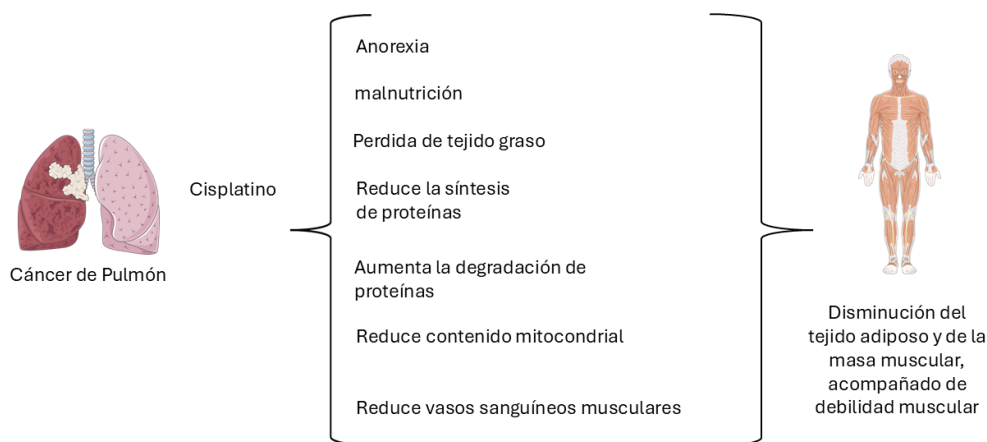 Anorexia
malnutrición
Perdida de tejido graso
Cisplatino
Reduce la síntesis
de proteínas
Cáncer de Pulmón
Aumenta la degradación de
proteínas
Reduce contenido mitocondrial
Reduce vasos sanguíneos musculares
Disminución del
tejido adiposo y de la
masa muscular,
acompañado de
debilidad muscular